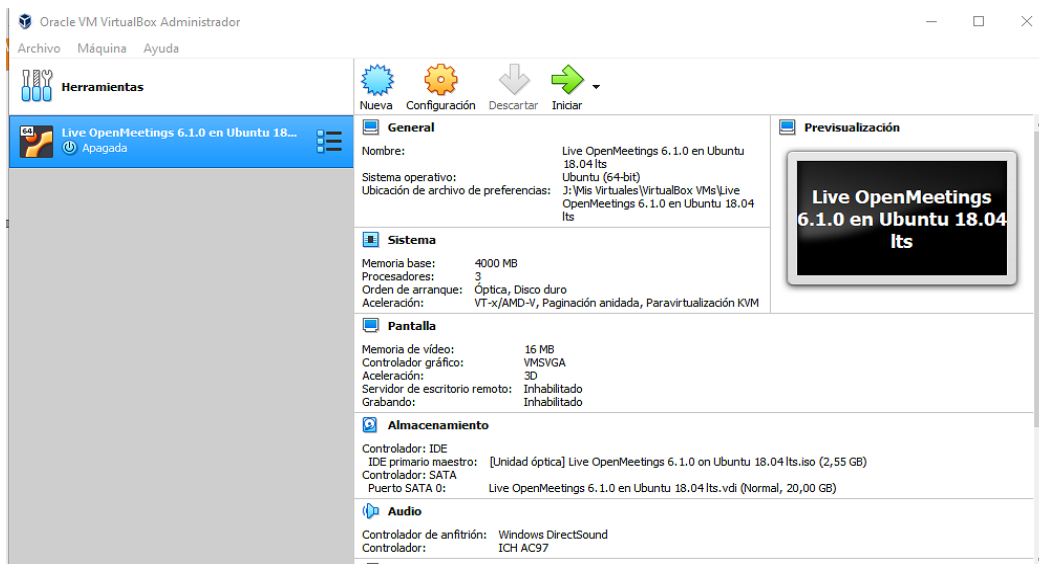 Oracle VM VirtualBox Administrador
Archivo Máquina Ayuda
Herramientas
Nueva Configuración Descartar Iniciar
64
Live OpenMeetings 6.1.0 en Ubuntu 18...
Apagada
General
Nombre: Live OpenMeetings 6.1.0 en Ubuntu
18.04 lts
Sistema operativo: Ubuntu (64-bit)
Ubicación de archivo de preferencias: J:\Mis Virtuales\VirtualBox VMs\Live
OpenMeetings 6.1.0 en Ubuntu 18.04
lts
Previsualización
Live OpenMeetings
6.1.0 en Ubuntu 18.04
lts
Sistema
Memoria base: 4000 MB
Procesadores: 3
Orden de arranque: Óptica, Disco duro
Aceleración: VT-x/AMD-V, Paginación anidada, Paravirtualización KVM
Pantalla
Memoria de vídeo: 16 MB
Controlador gráfico: VMSVGA
Aceleración: 3D
Servidor de escritorio remoto: Inhabilitado
Grabando: Inhabilitado
Almacenamiento
Controlador: IDE
IDE primario maestro: [Unidad óptica] Live OpenMeetings 6.1.0 on Ubuntu 18.04 lts.iso (2,55 GB)
Controlador: SATA
Puerto SATA 0: Live OpenMeetings 6.1.0 en Ubuntu 18.04 lts.vdi (Normal, 20,00 GB)
Audio
Controlador de anfitrión: Windows DirectSound
Controlador: ICH AC97